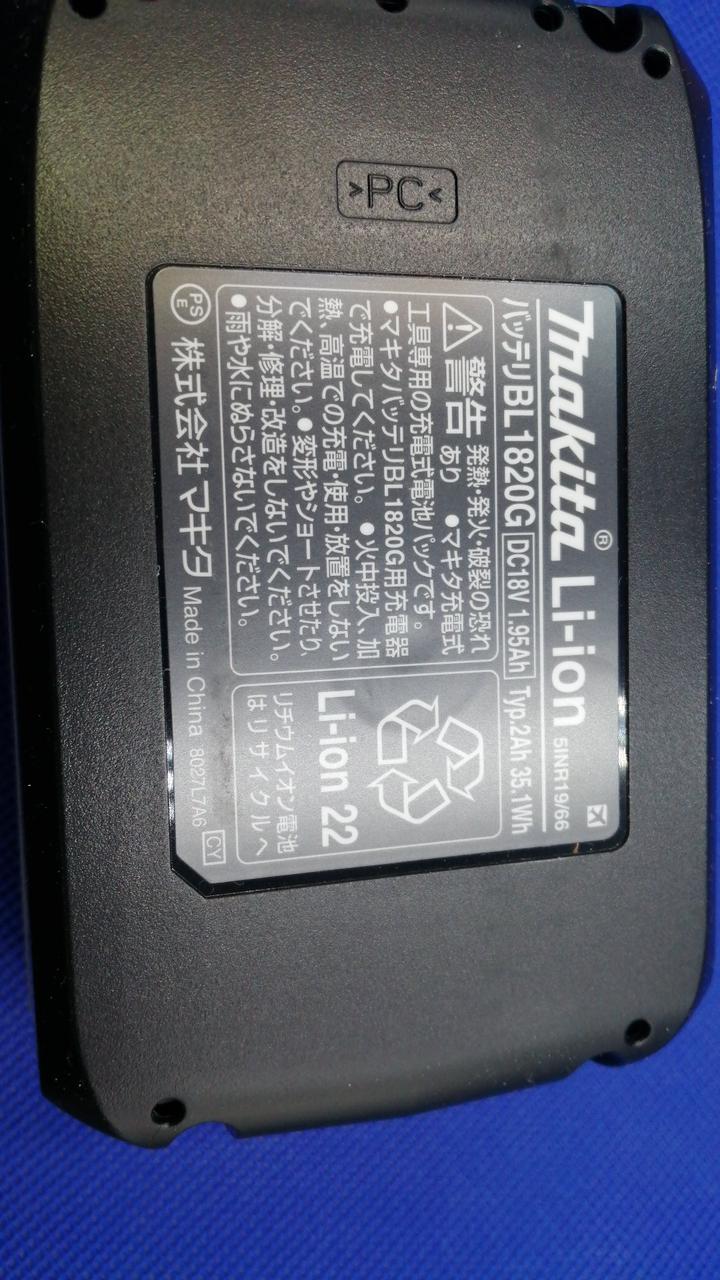 >PC<
makita® Li-ion 5INR19/66
バッテリBL1820G DC18V 1.95Ah Typ.2Ah 35.1Wh
警告 発熱・発火・破裂の恐れ
あり ●マキタ充電式
工具専用の充電式電池パックです。
●マキタバッテリBL1820G用充電器
で充電してください。 ●火中投入、加
熱、高温での充電・使用・放置をしない
でください。●変形やショートさせたり、
分解・修理・改造をしないでください。
●雨や水にぬらさないでください。
Li-ion 22
リチウムイオン電池
はリサイクルへ
PS E 株式会社 マキタ Made in China 8027L7A6 CY